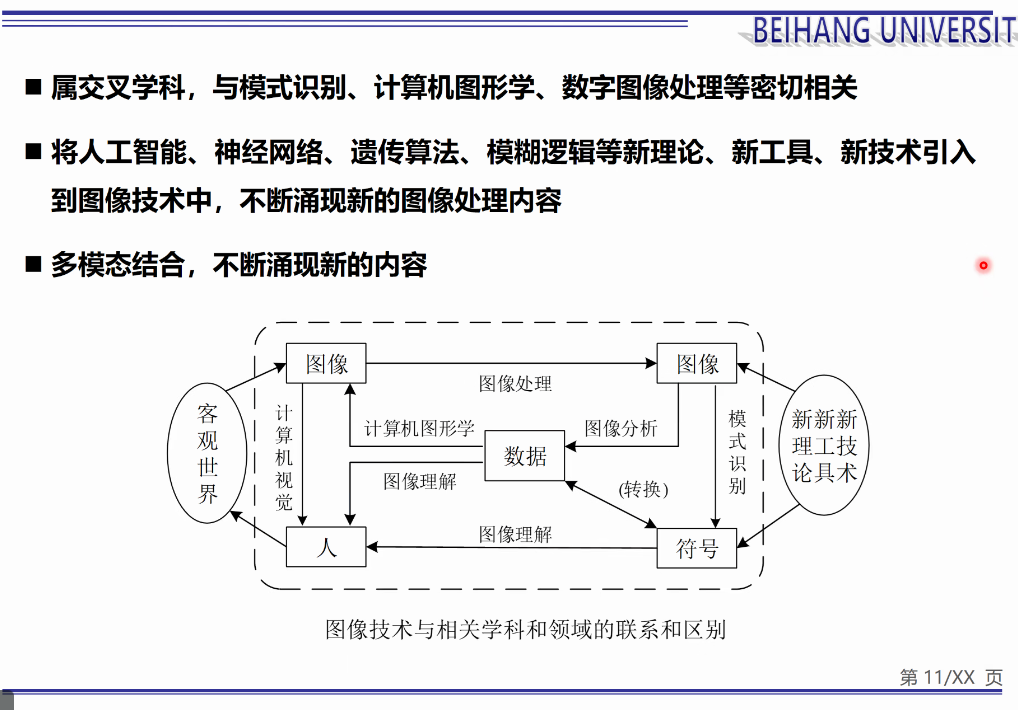 BEIHANG UNIVERSIT
■ 属交叉学科，与模式识别、计算机图形学、数字图像处理等密切相关
■ 将人工智能、神经网络、遗传算法、模糊逻辑等新理论、新工具、新技术引入
到图像技术中，不断涌现新的图像处理内容
■ 多模态结合，不断涌现新的内容
图像
图像
图像处理
客观世界
计算机视觉
计算机图形学
图像分析
模式识别
新理论
新工具
新技术
数据
图像理解
(转换)
人
图像理解
符号
图像技术与相关学科和领域的联系和区别
第 11/XX 页